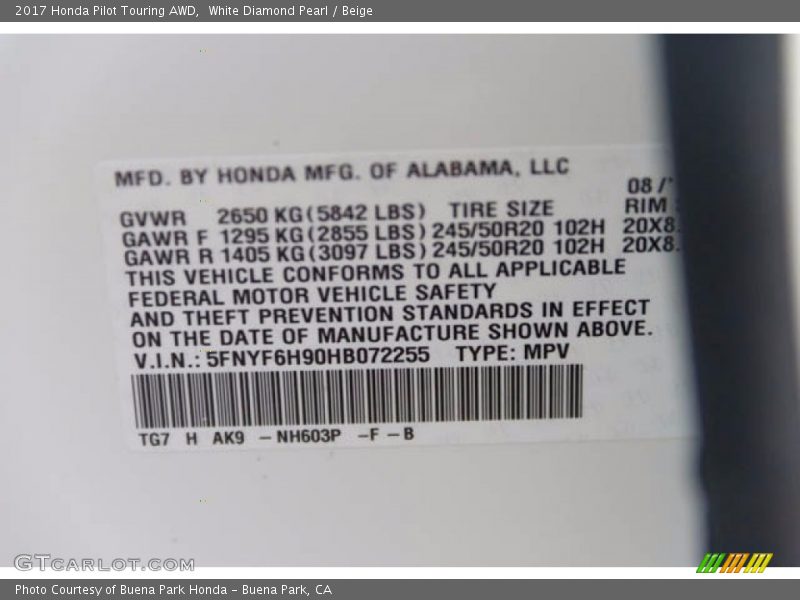 2017 Honda Pilot Touring AWD,  White Diamond Pearl / Beige
MFD. BY HONDA MFG. OF ALABAMA, LLC
08 /
GVWR 2650 KG (5842 LBS) TIRE SIZE RIM
GAWR F 1295 KG (2855 LBS) 245/50R20 102H 20X8.
GAWR R 1405 KG (3097 LBS) 245/50R20 102H 20X8.
THIS VEHICLE CONFORMS TO ALL APPLICABLE
FEDERAL MOTOR VEHICLE SAFETY
AND THEFT PREVENTION STANDARDS IN EFFECT
ON THE DATE OF MANUFACTURE SHOWN ABOVE.
V.I.N.: 5FNYF6H90HB072255 TYPE: MPV
TG7 H AK9 – NH603P – F – B
GTCARLOT.COM
Photo Courtesy of Buena Park Honda – Buena Park, CA